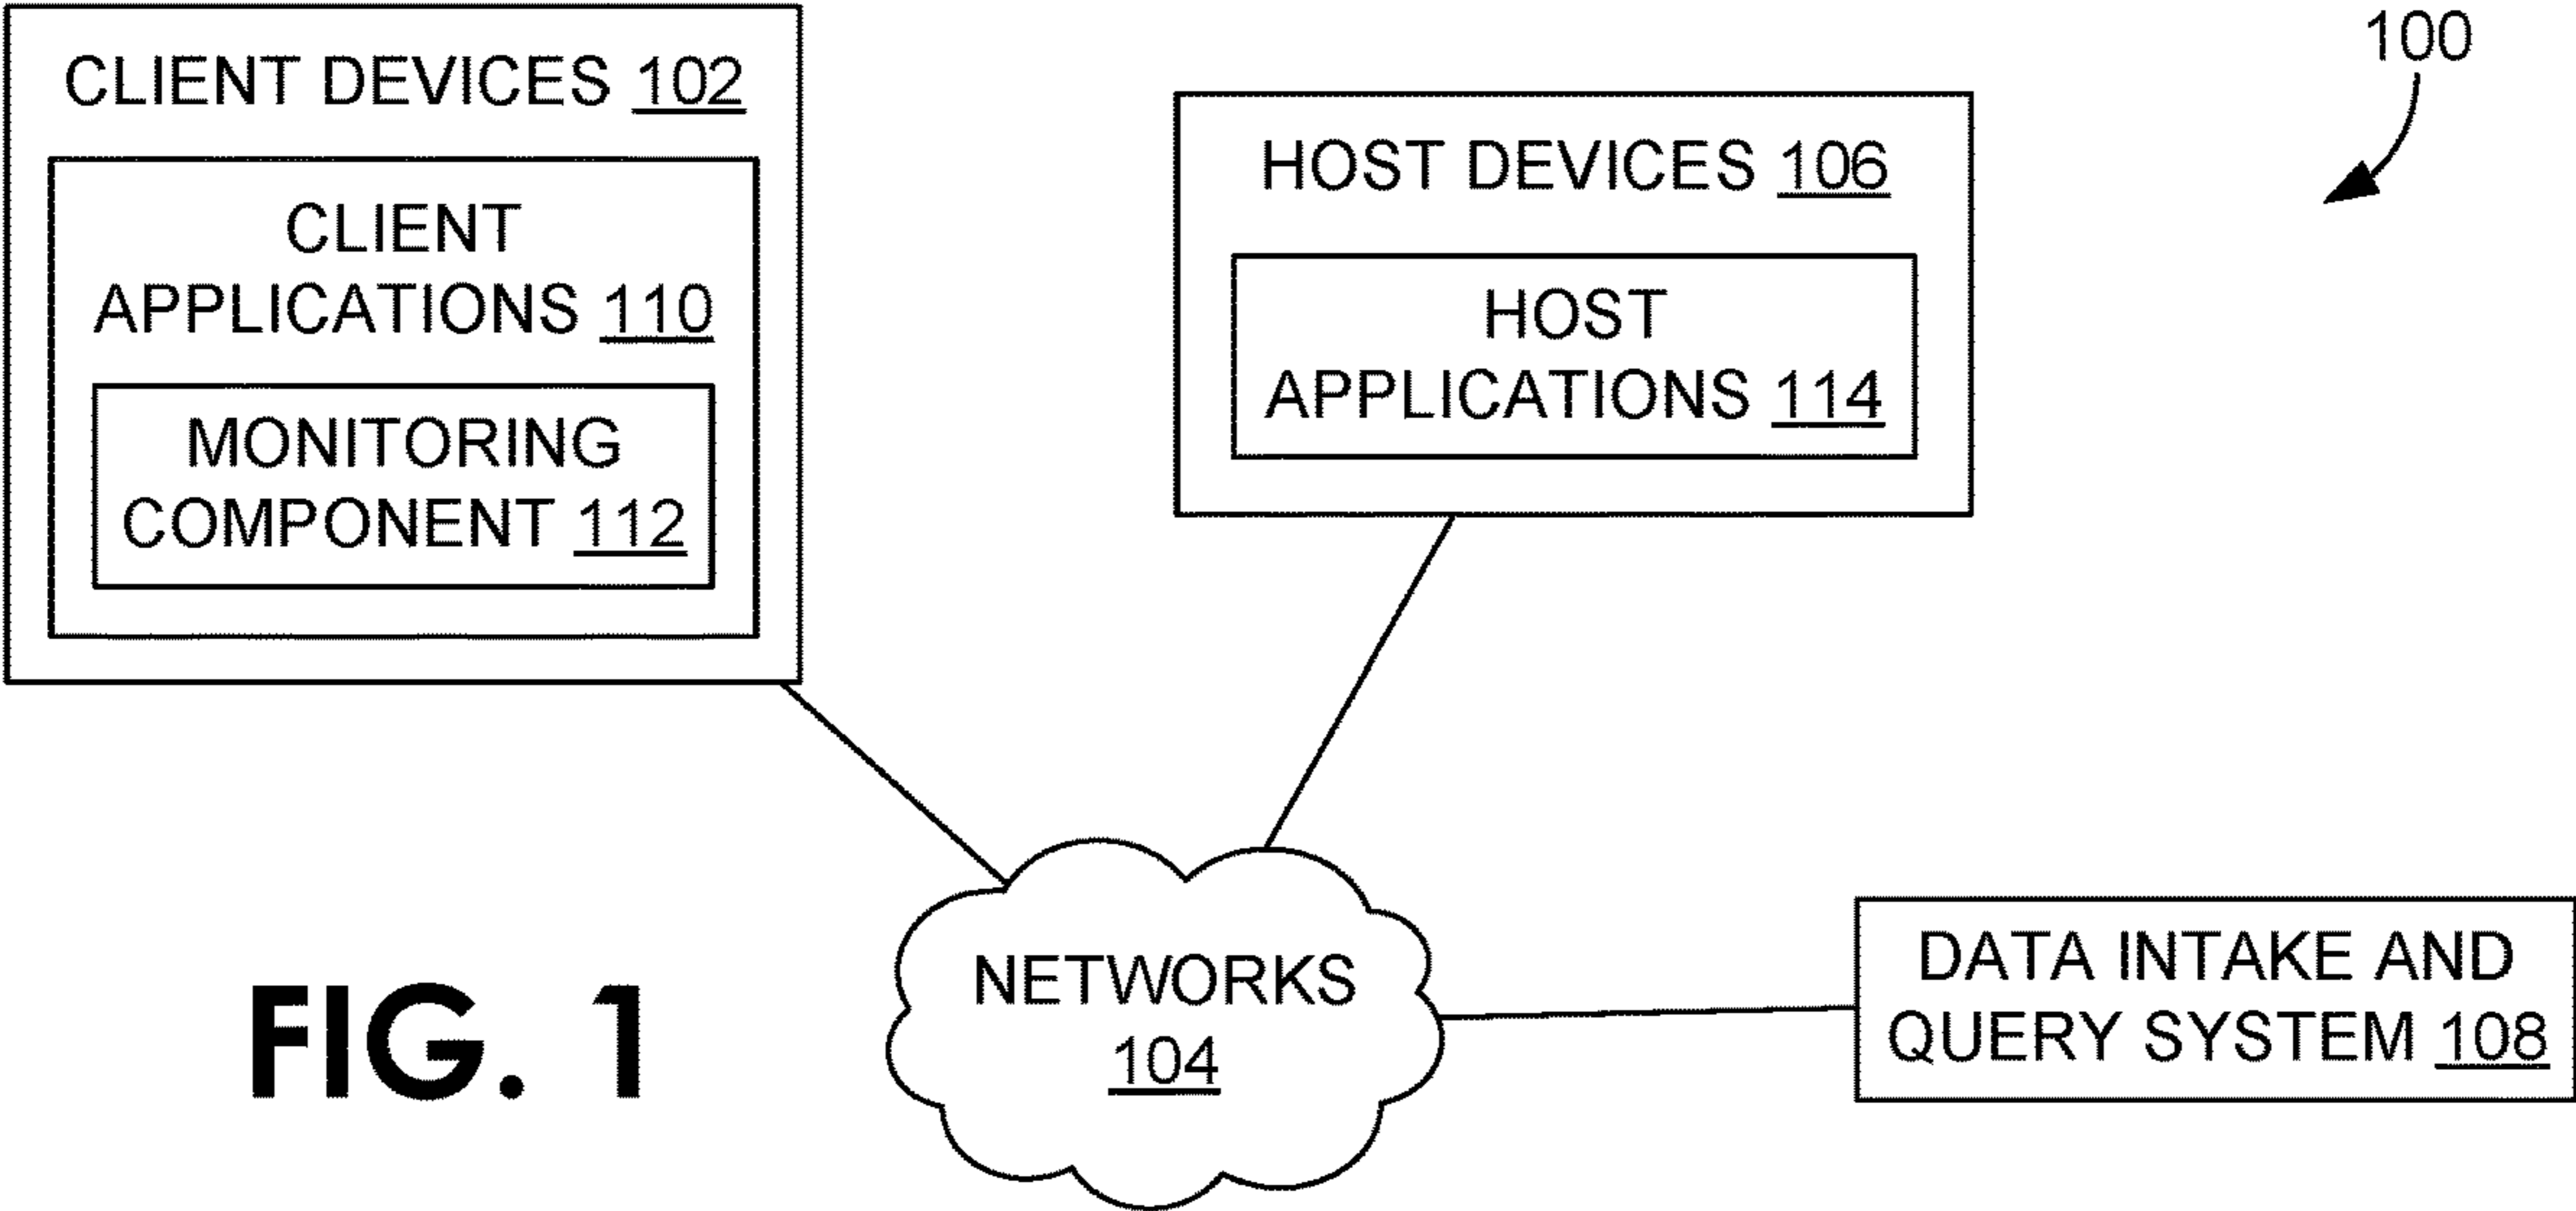 100
CLIENT DEVICES 102
CLIENT
APPLICATIONS 110
MONITORING
COMPONENT 112
HOST DEVICES 106
HOST
APPLICATIONS 114
NETWORKS
104
DATA INTAKE AND
QUERY SYSTEM 108
FIG. 1